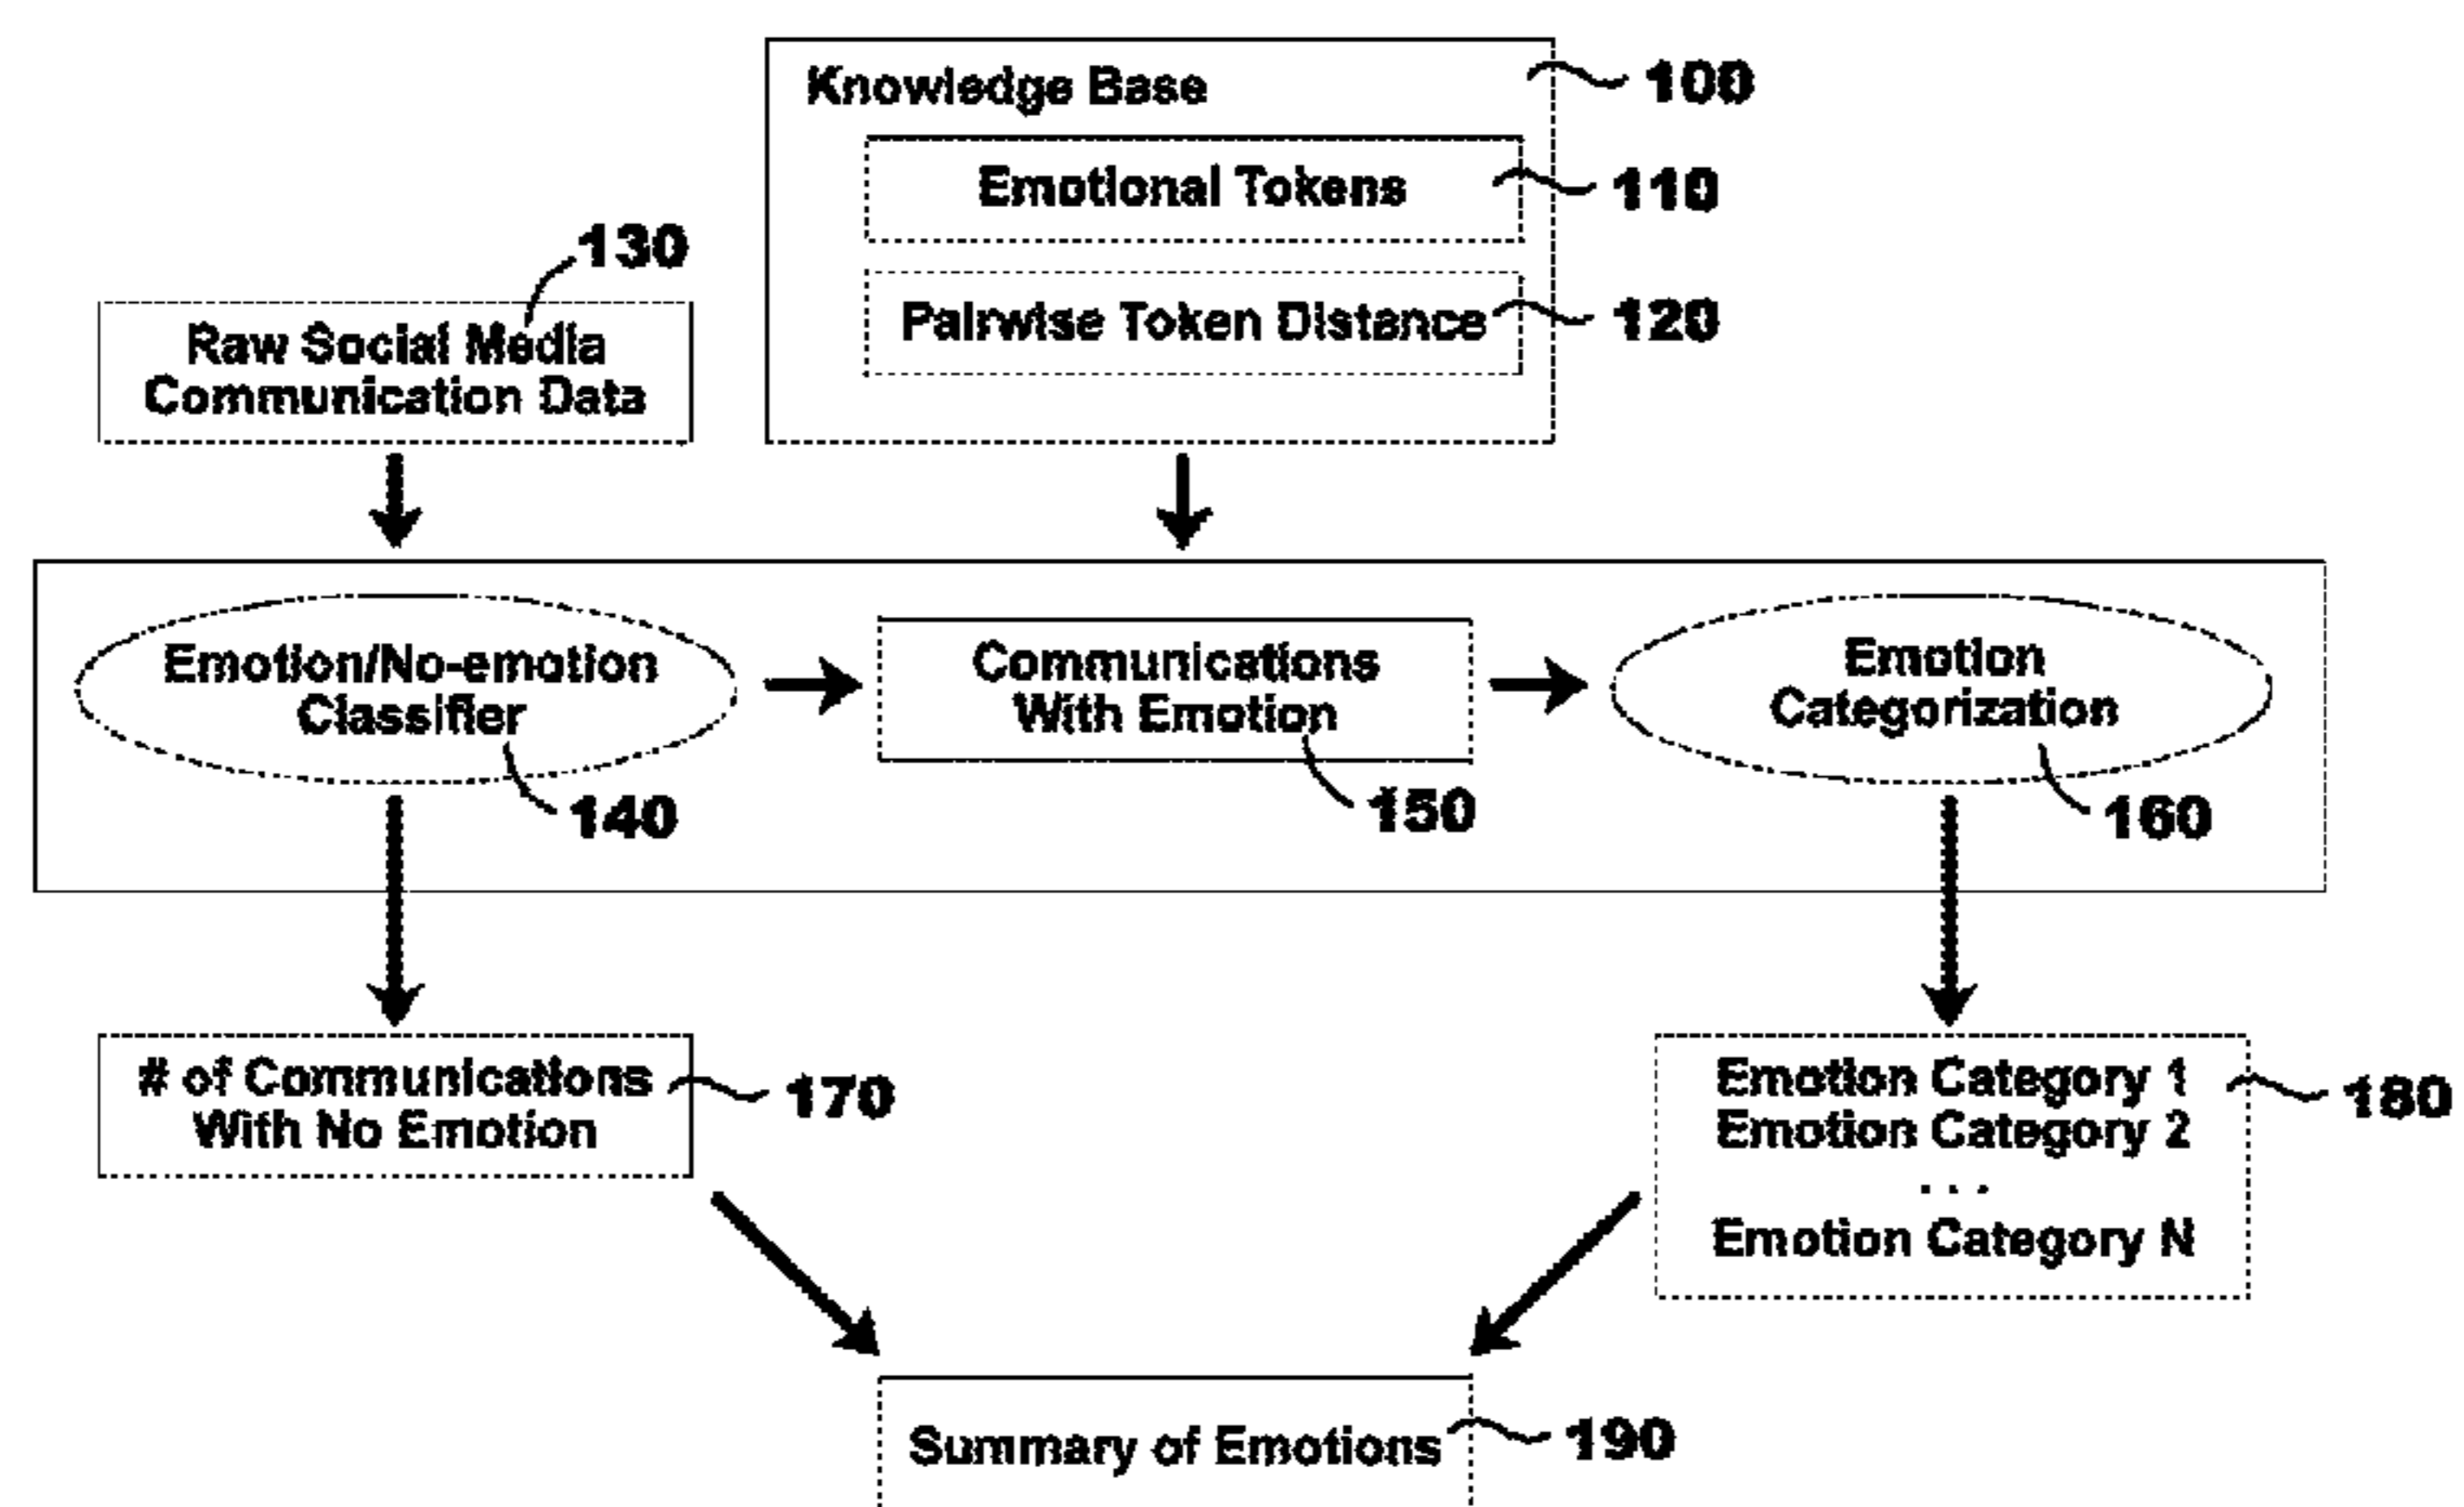 Knowledge Base
100
Emotional Tokens
110
Pairwise Token Distance
120
130
Raw Social Media
Communication Data
Emotion/No-emotion
Classifier
140
Communications
With Emotion
150
Emotion
Categorization
160
# of Communications
With No Emotion
170
Emotion Category 1
Emotion Category 2
. . .
Emotion Category N
180
Summary of Emotions
190